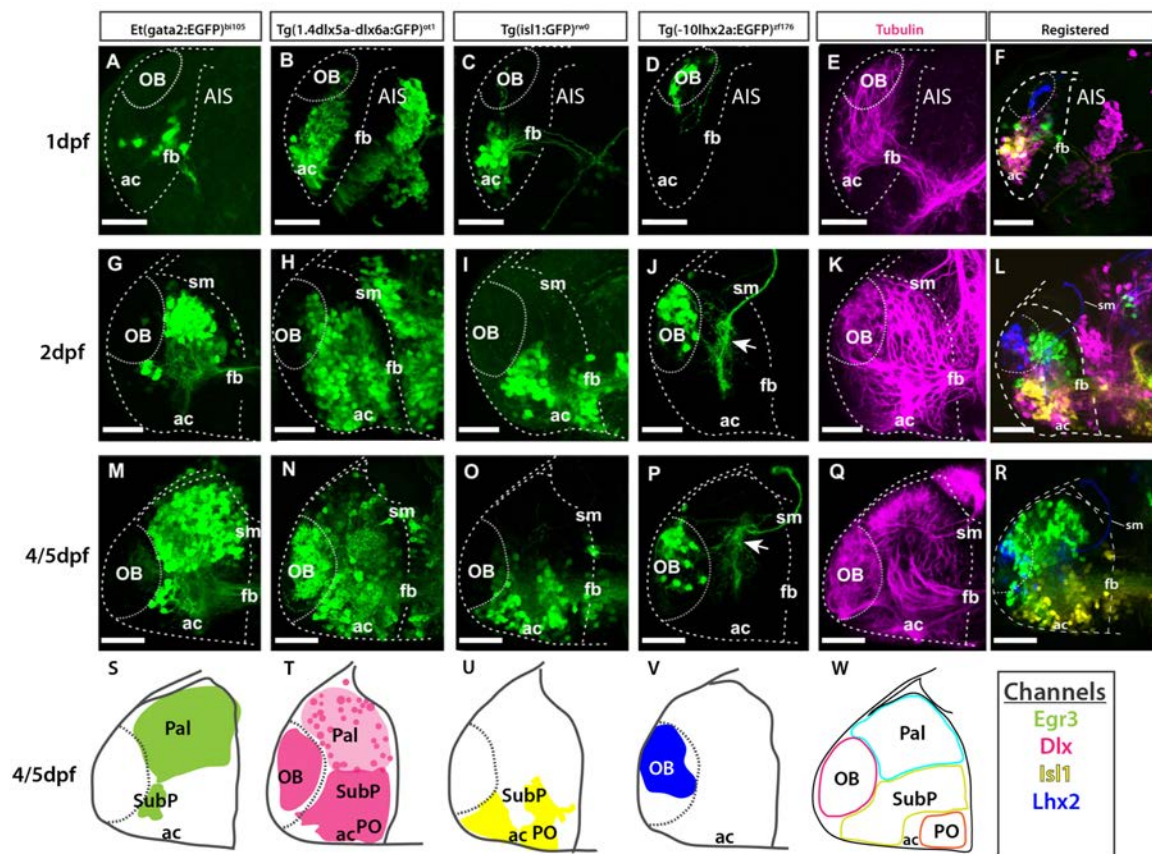 Et(gata2:EGFP)bi105 Tg(1.4dlx5a-dlx6a:GFP)ot1 Tg(isl1:GFP)rw0 Tg(-10lhx2a:EGFP)zf176 Tubulin Registered
1dpf
A OB AIS fb ac
B OB AIS ac
C OB AIS fb ac
D OB AIS ac
E OB AIS fb ac
F AIS fb ac
2dpf
G OB sm fb ac
H OB sm ac
I OB sm fb ac
J OB sm fb ac
K OB sm fb ac
L sm fb ac
4/5dpf
M OB sm fb ac
N OB sm fb ac
O OB sm fb ac
P OB sm fb ac
Q OB sm fb ac
R sm fb ac
4/5dpf
S Pal SubP ac
T Pal OB SubP ac PO
U SubP ac PO
V OB ac
W Pal OB SubP ac PO
Channels
Egr3
Dlx
Isl1
Lhx2